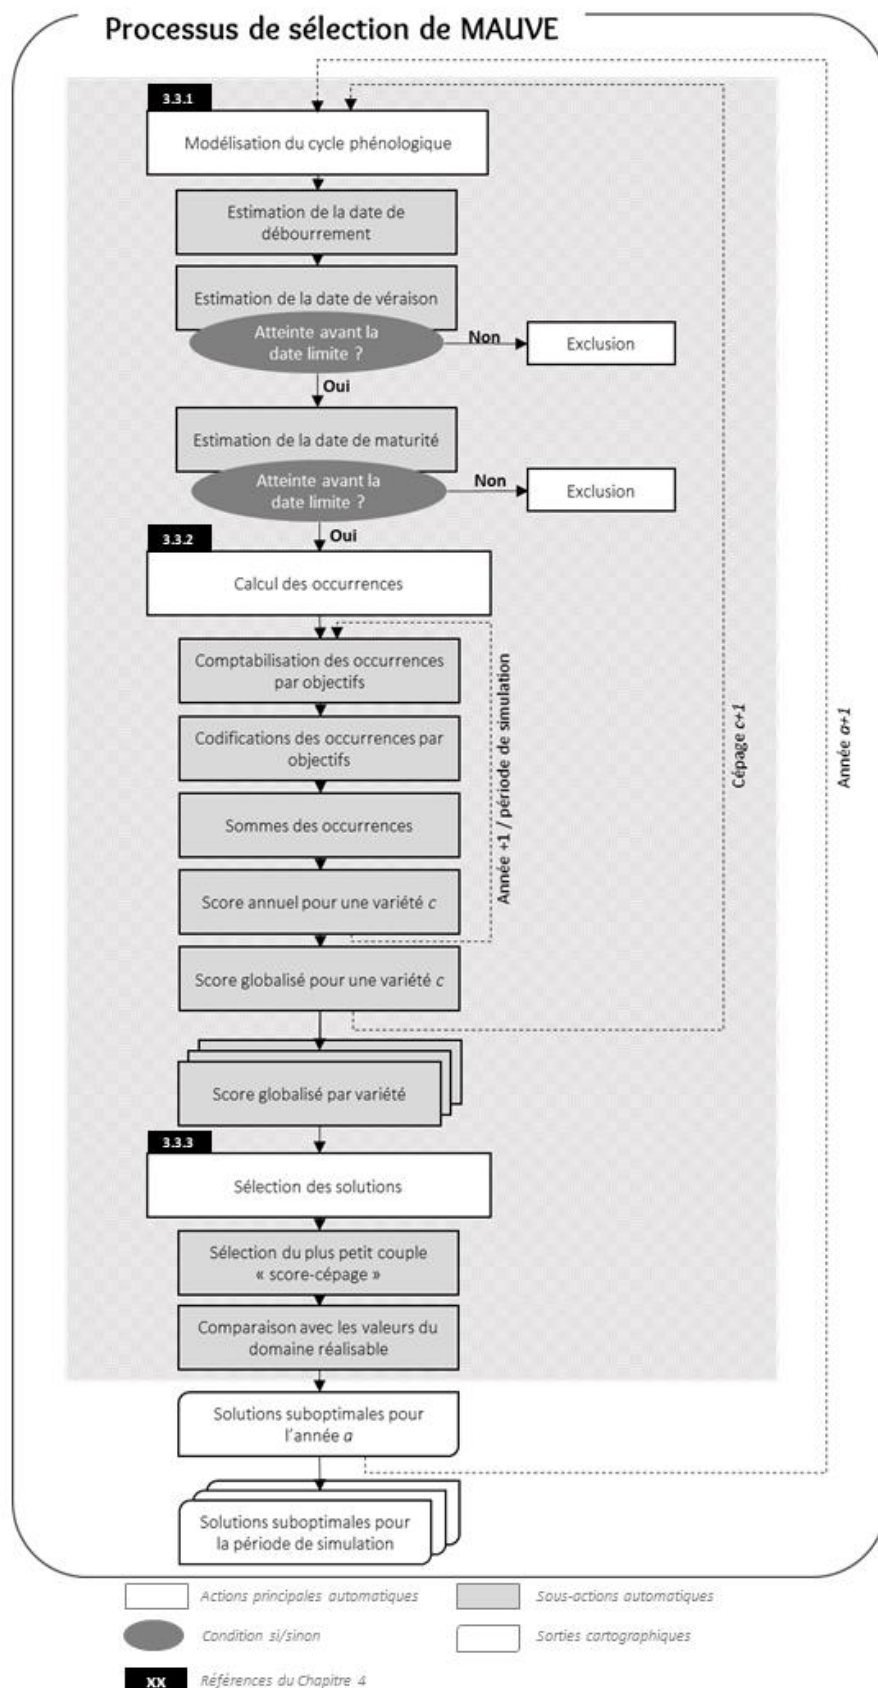 Processus de sélection de MAUVE
3.3.1
Modélisation du cycle phénologique
Estimation de la date de
débourrement
Estimation de la date de véraison
Atteinte avant la
date limite ?
Non
Exclusion
Oui
Estimation de la date de maturité
Atteinte avant la
date limite ?
Non
Exclusion
Oui
3.3.2
Calcul des occurrences
Comptabilisation des occurrences
par objectifs
Codifications des occurrences par
objectifs
Sommes des occurrences
Score annuel pour une variété c
Année +1 / période de simulation
Score globalisé pour une variété c
Cépage c+1
Année a+1
Score globalisé par variété
3.3.3
Sélection des solutions
Sélection du plus petit couple
« score-cépage »
Comparaison avec les valeurs du
domaine réalisable
Solutions suboptimales pour
l'année a
Solutions suboptimales pour
la période de simulation
Actions principales automatiques
Sous-actions automatiques
Condition si/sinon
Sorties cartographiques
XX
Références du Chapitre 4